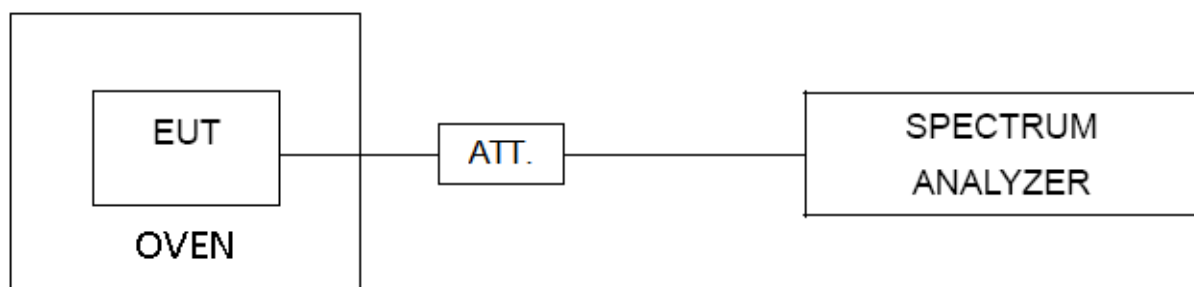 EUT
OVEN
ATT.
SPECTRUM
ANALYZER